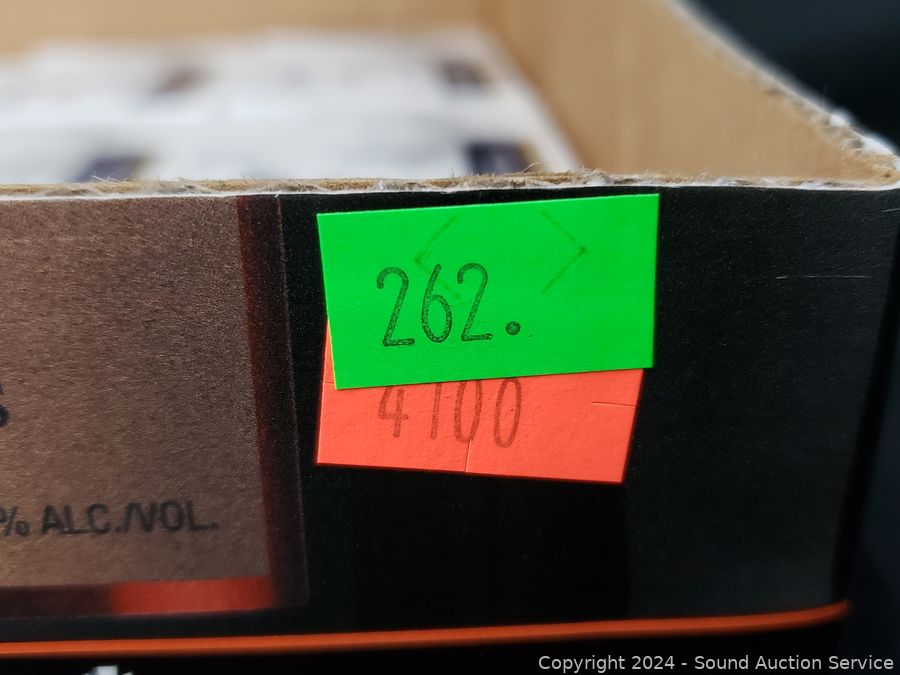 262.
4100
% ALC./VOL.
Copyright 2024 - Sound Auction Service